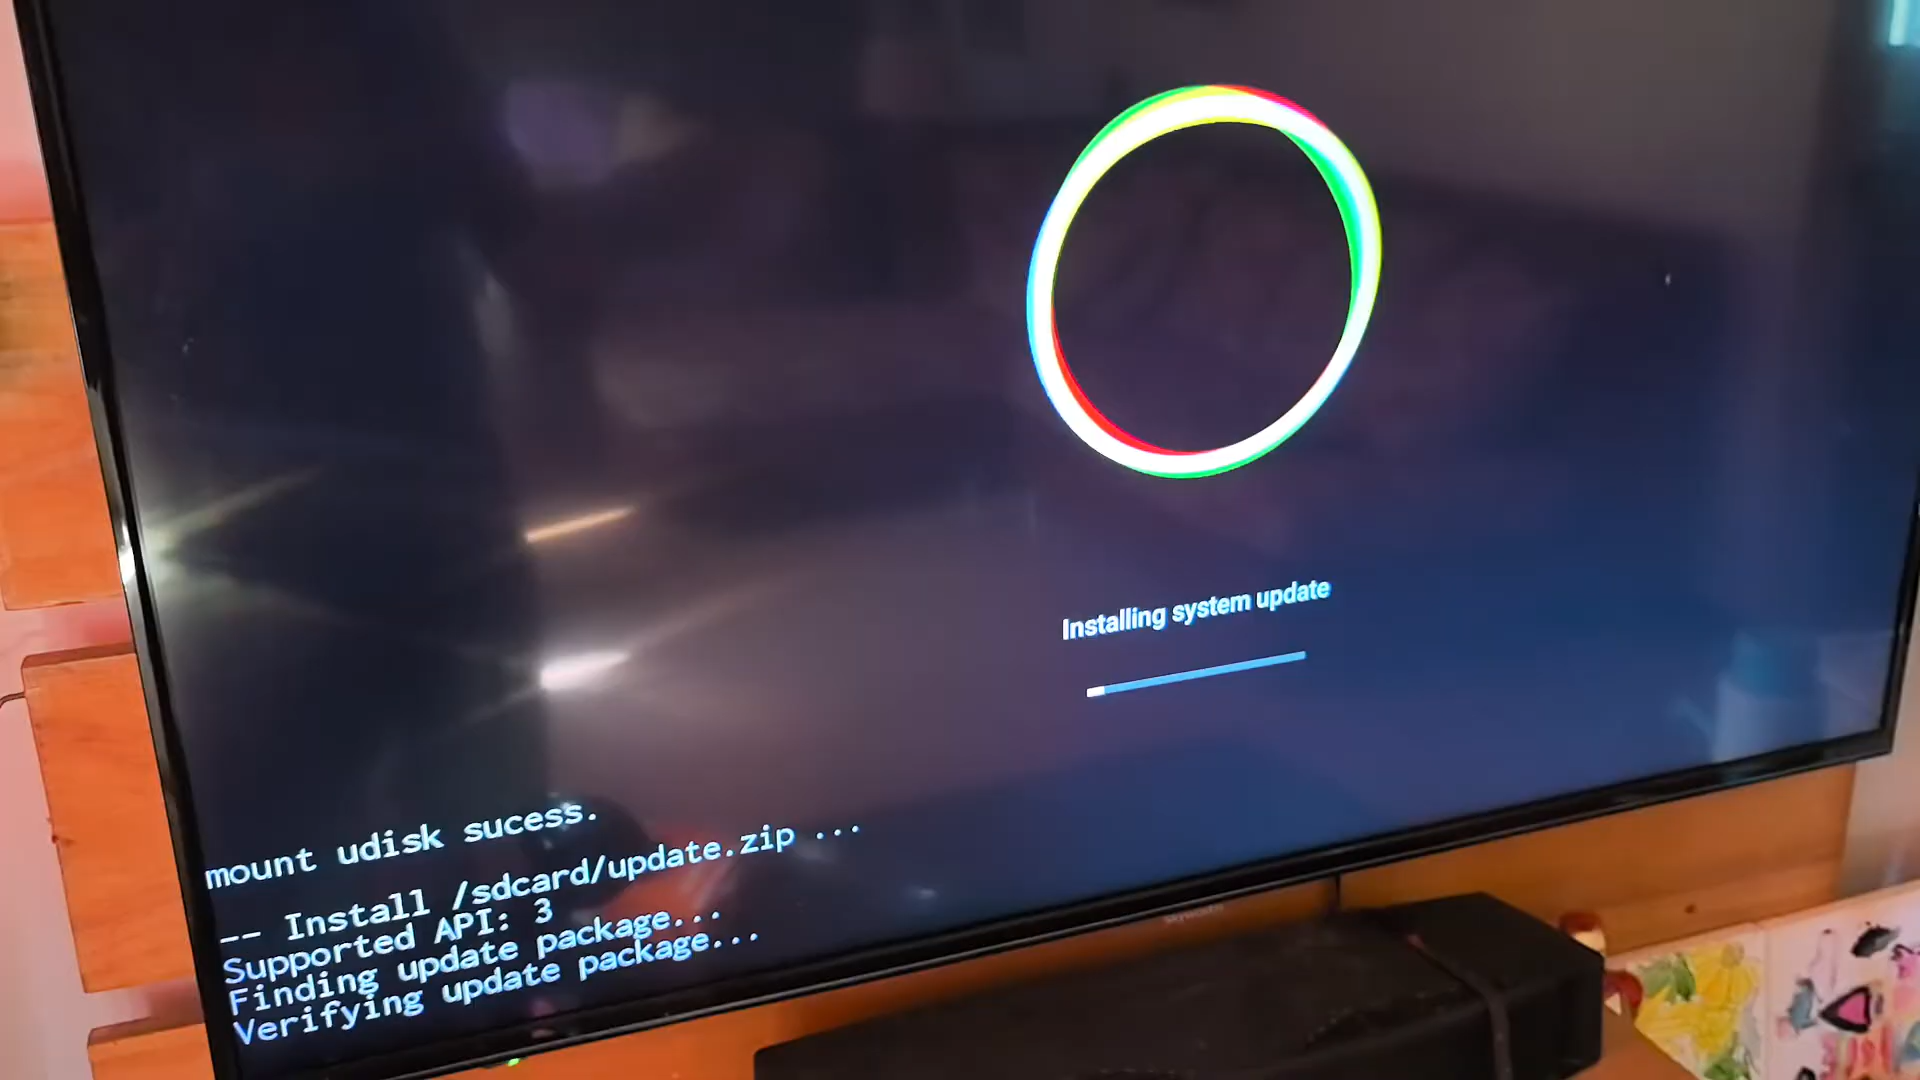 Installing system update
mount udisk sucess.
-- Install /sdcard/update.zip ...
Supported API: 3
Finding update package...
Verifying update package...